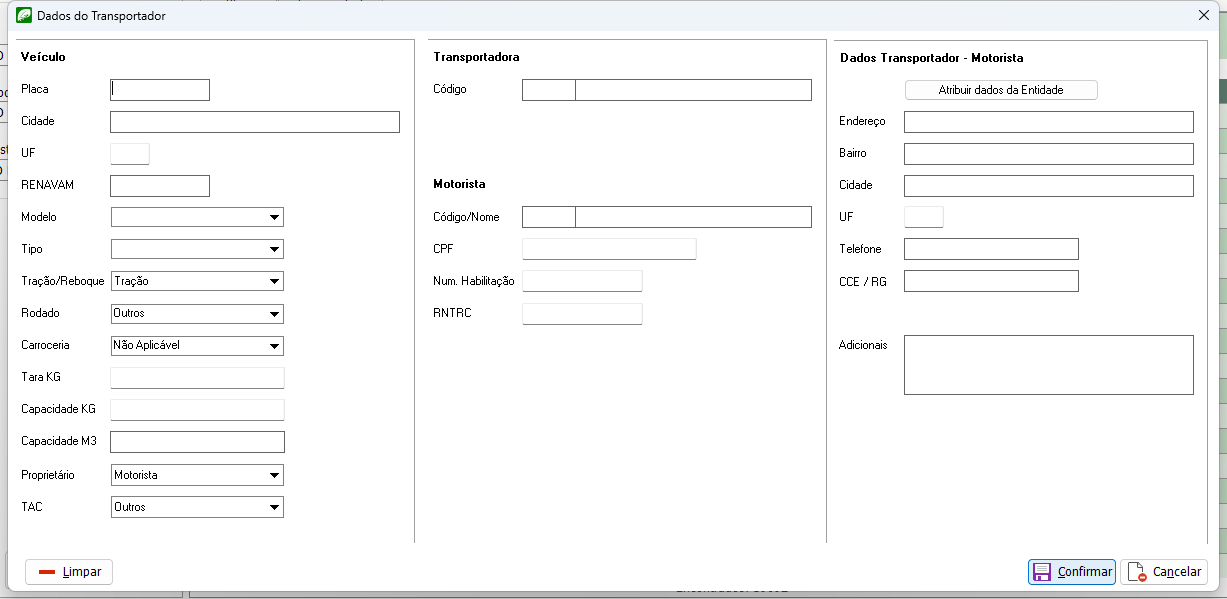 Dados do Transportador
Veículo
Placa
Cidade
UF
RENAVAM
Modelo
Tipo
Tração/Reboque Tração
Rodado Outros
Carroceria Não Aplicável
Tara KG
Capacidade KG
Capacidade M3
Proprietário Motorista
TAC Outros
Transportadora
Código
Motorista
Código/Nome
CPF
Num. Habilitação
RNTRC
Dados Transportador - Motorista
Atribuir dados da Entidade
Endereço
Bairro
Cidade
UF
Telefone
CCE / RG
Adicionais
Limpar
Confirmar
Cancelar